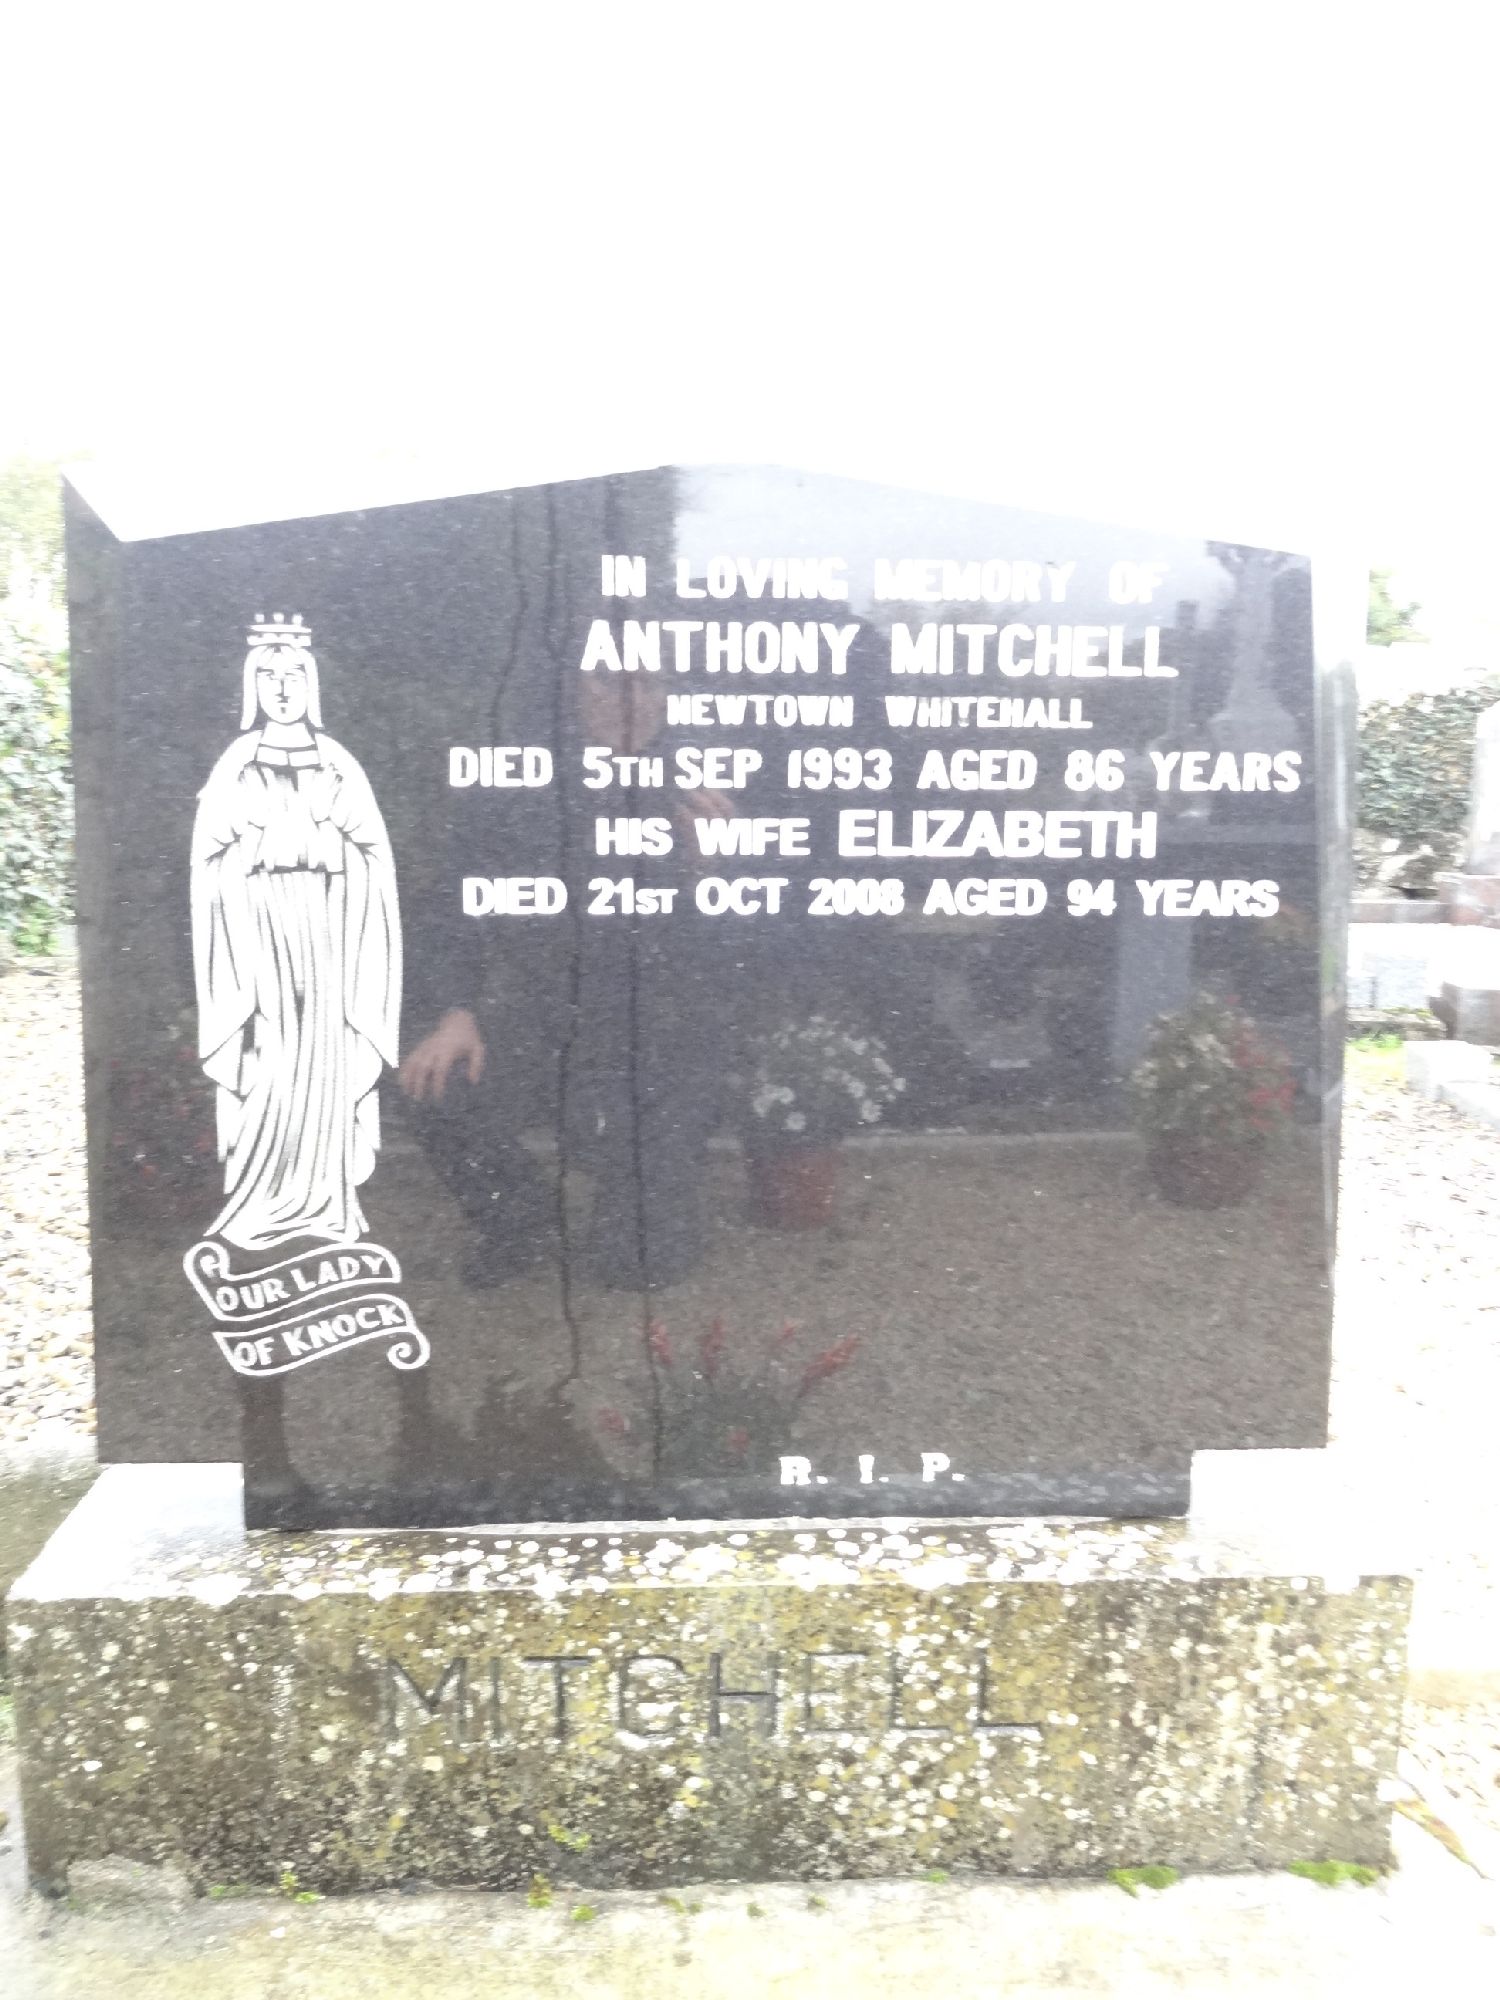 IN LOVING MEMORY OF
ANTHONY MITCHELL
NEWTOWN WHITEHALL
DIED 5TH SEP 1993 AGED 86 YEARS
HIS WIFE ELIZABETH
DIED 21ST OCT 2008 AGED 94 YEARS
OUR LADY
OF KNOCK
R. I. P.
MITCHELL